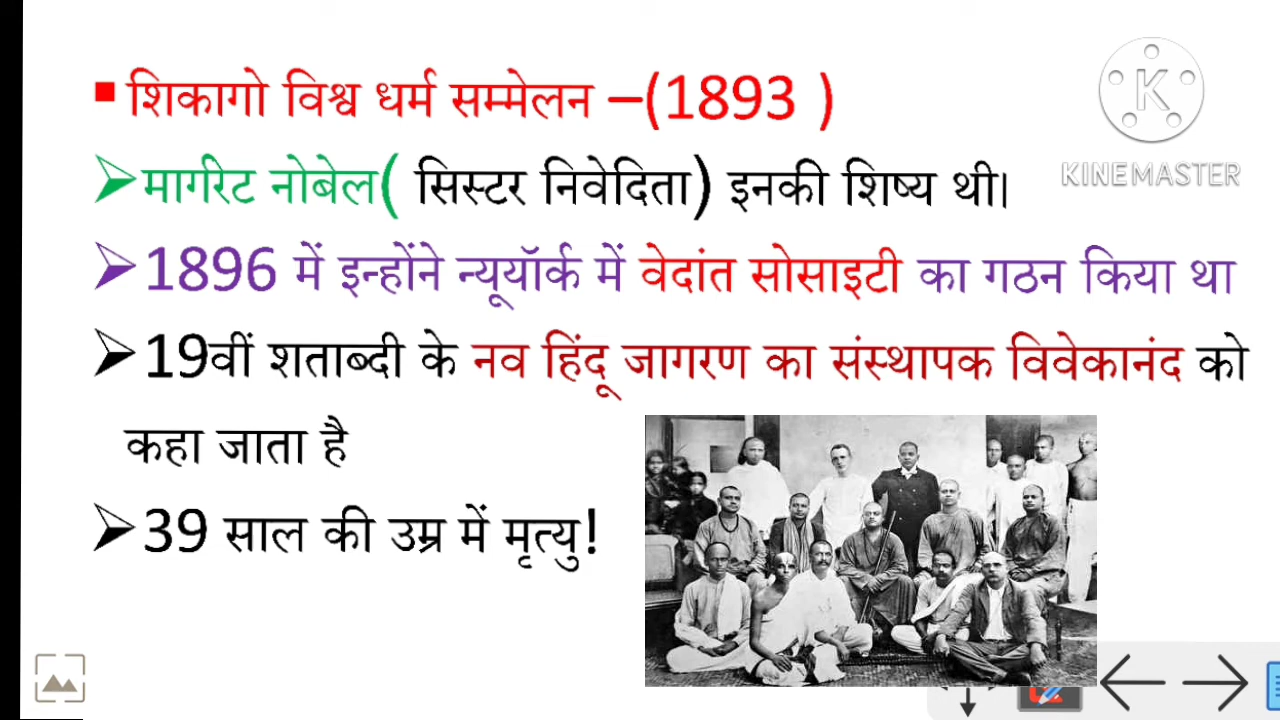 ▪ शिकागो विश्व धर्म सम्मेलन –(1893 )
➢मार्गरेट नोबेल( सिस्टर निवेदिता) इनकी शिष्य थी।
➢1896 में इन्होंने न्यूयॉर्क में वेदांत सोसाइटी का गठन किया था
➢19वीं शताब्दी के नव हिंदू जागरण का संस्थापक विवेकानंद को
कहा जाता है
➢39 साल की उम्र में मृत्यु!
K
KINEMASTER